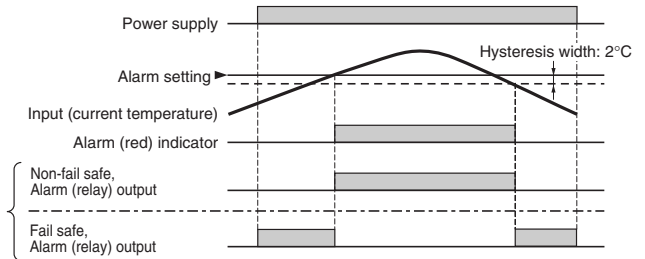 Power supply
Hysteresis width: 2°C
Alarm setting
Input (current temperature)
Alarm (red) indicator
Non-fail safe,
Alarm (relay) output
Fail safe,
Alarm (relay) output